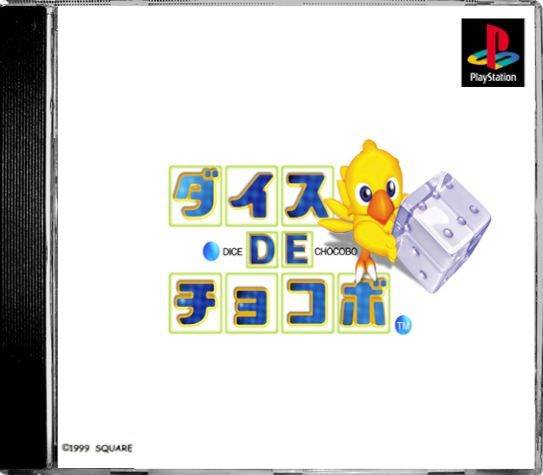 PlayStation
ダイス
DICE DE CHOCOBO
チョコボ
TM
©1999 SQUARE